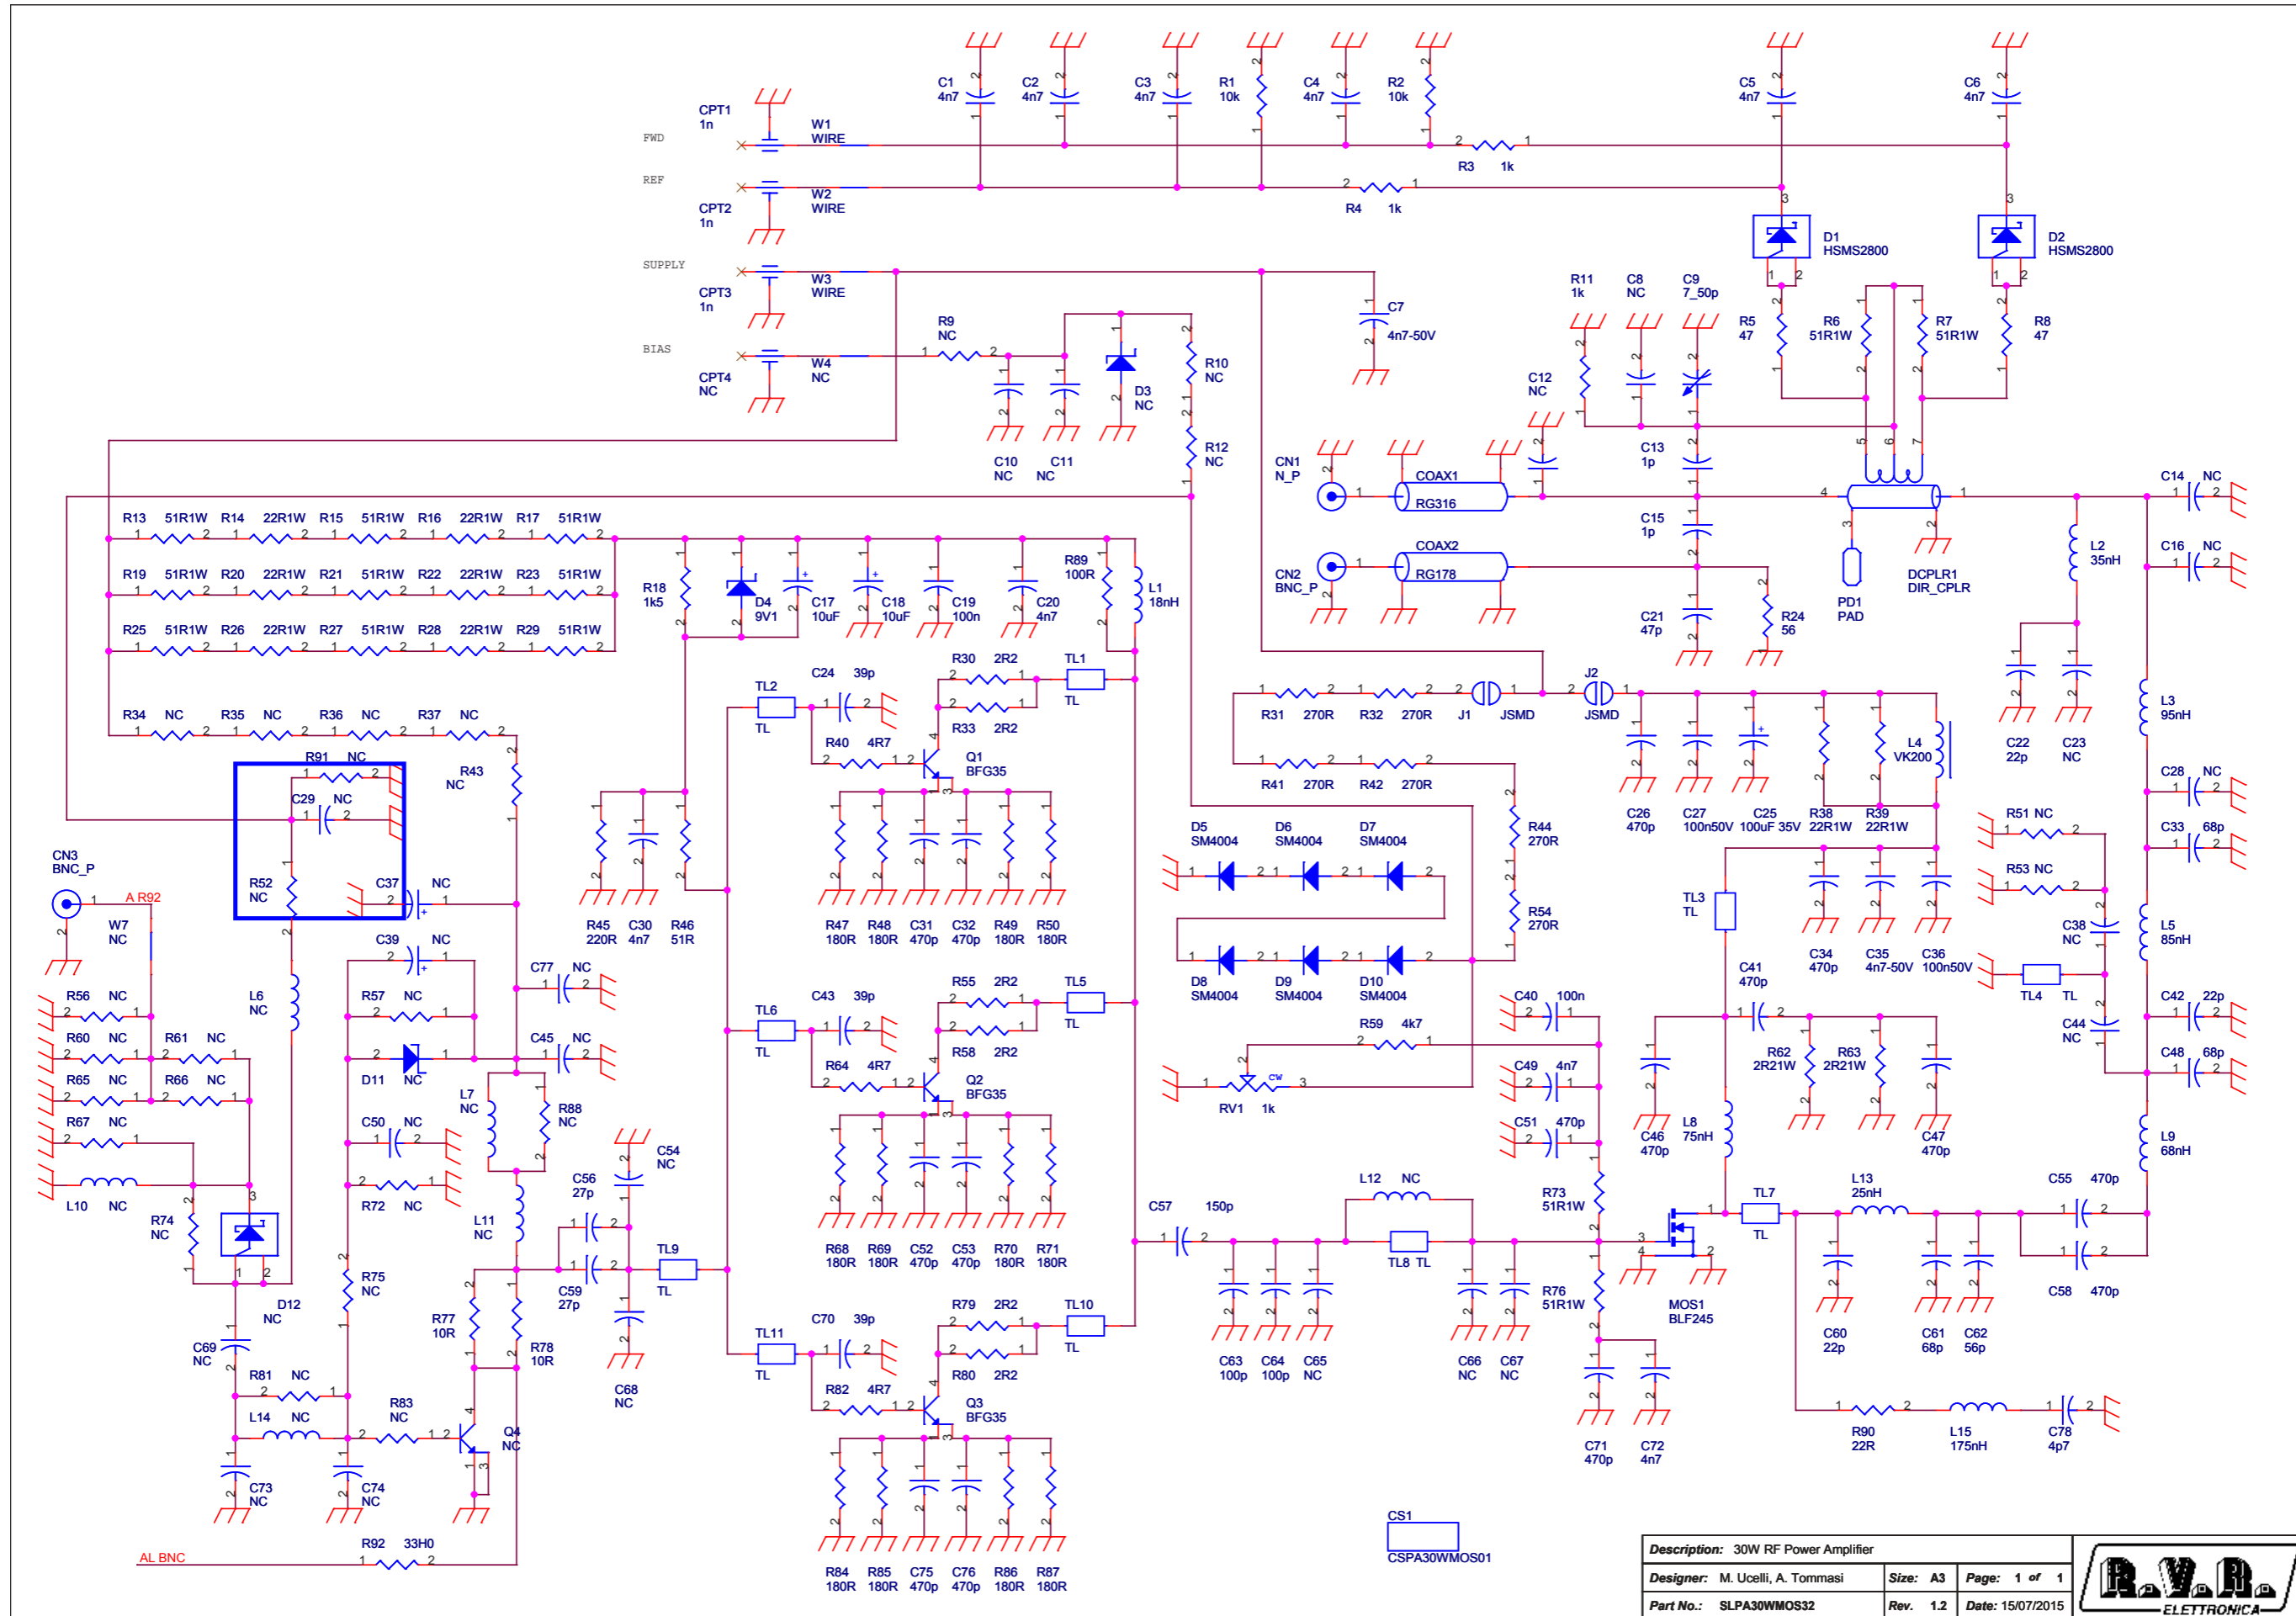 FWD
CPT1
1n
W1
WIRE
REF
CPT2
1n
W2
WIRE
SUPPLY
CPT3
1n
W3
WIRE
BIAS
CPT4
NC
W4
NC
C1
4n7
C2
4n7
C3
4n7
R1
10k
C4
4n7
R2
10k
C5
4n7
C6
4n7
R3 1k
R4 1k
D1
HSMS2800
D2
HSMS2800
R9
NC
C10
NC
C11
NC
D3
NC
R10
NC
R12
NC
C7
4n7-50V
R11
1k
C8
NC
C9
7_50p
R5
47
R6
51R1W
R7
51R1W
R8
47
C12
NC
C13
1p
CN1
N_P
COAX1
RG316
C15
1p
CN2
BNC_P
COAX2
RG178
C21
47p
R24
56
PD1
PAD
DCPLR1
DIR_CPLR
L2
35nH
C14 NC
C16 NC
C22
22p
C23
NC
L3
95nH
R13 51R1W R14 22R1W R15 51R1W R16 22R1W R17 51R1W
R19 51R1W R20 22R1W R21 51R1W R22 22R1W R23 51R1W
R25 51R1W R26 22R1W R27 51R1W R28 22R1W R29 51R1W
R34 NC R35 NC R36 NC R37 NC
R18
1k5
D4
9V1
C17
10uF
C18
10uF
C19
100n
C20
4n7
R89
100R
L1
18nH
TL2
TL
C24 39p
R30 2R2
R33 2R2
TL1
TL
R40 4R7
Q1
BFG35
R31 270R R32 270R
J1 JSMD
J2
JSMD
R41 270R R42 270R
R44
270R
R54
270R
C26
470p
C27
100n50V
C25
100uF 35V
R38
22R1W
R39
22R1W
L4
VK200
C28 NC
C33 68p
R51 NC
R53 NC
C38
NC
L5
85nH
TL4 TL
C42 22p
C44
NC
C48 68p
L9
68nH
R91 NC
C29 NC
R52
NC
C37 NC
R43
NC
CN3
BNC_P
A R92
W7
NC
C39 NC
R57 NC
D11 NC
L6
NC
R56 NC
R60 NC
R61 NC
R65 NC
R66 NC
R67 NC
L10 NC
R74
NC
D12
NC
C50 NC
R72 NC
L7
NC
R88
NC
C77 NC
C45 NC
L11
NC
R75
NC
R77
10R
R78
10R
C69
NC
R81 NC
L14 NC
R83
NC
Q4
NC
C73
NC
C74
NC
AL BNC
R92 33H0
R45
220R
C30
4n7
R46
51R
R47
180R
R48
180R
C31
470p
C32
470p
R49
180R
R50
180R
D5
SM4004
D6
SM4004
D7
SM4004
D8
SM4004
D9
SM4004
D10
SM4004
TL6
TL
C43 39p
R55 2R2
R58 2R2
TL5
TL
R64 4R7
Q2
BFG35
R68
180R
R69
180R
C52
470p
C53
470p
R70
180R
R71
180R
R59 4k7
RV1 1k
CW
C40 100n
C49 4n7
C51 470p
R73
51R1W
R76
51R1W
TL3
TL
C34
470p
C35
4n7-50V
C36
100n50V
C41
470p
C46
470p
R62
2R21W
R63
2R21W
C47
470p
L8
75nH
C54
NC
C56
27p
C59
27p
C68
NC
TL9
TL
TL11
TL
C70 39p
R79 2R2
R80 2R2
TL10
TL
R82 4R7
Q3
BFG35
R84
180R
R85
180R
C75
470p
C76
470p
R86
180R
R87
180R
C57 150p
L12 NC
TL8 TL
C63
100p
C64
100p
C65
NC
C66
NC
C67
NC
C71
470p
C72
4n7
MOS1
BLF245
TL7
TL
L13
25nH
C55 470p
C58 470p
C60
22p
C61
68p
C62
56p
R90
22R
L15
175nH
C78
4p7
CS1
CSPA30WMOS01
Description: 30W RF Power Amplifier
Designer: M. Ucelli, A. Tommasi Size: A3 Page: 1 of 1
Part No.: SLPA30WMOS32 Rev. 1.2 Date: 15/07/2015
R.V.R.
ELETTRONICA